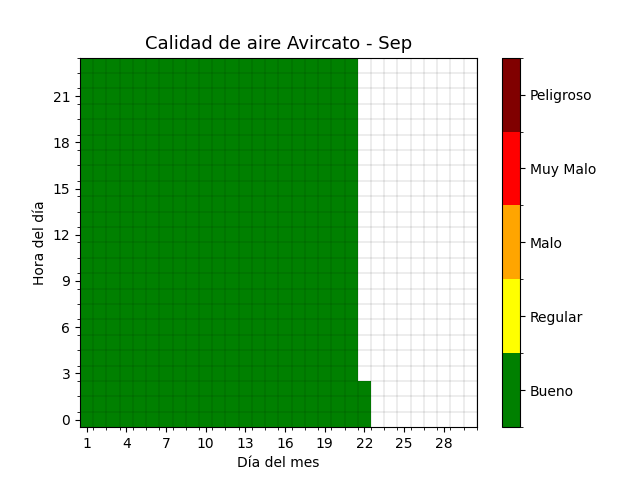 Calidad de aire Avircato - Sep
Hora del día
21
18
15
12
9
6
3
0
1 4 7 10 13 16 19 22 25 28
Día del mes
Peligroso
Muy Malo
Malo
Regular
Bueno